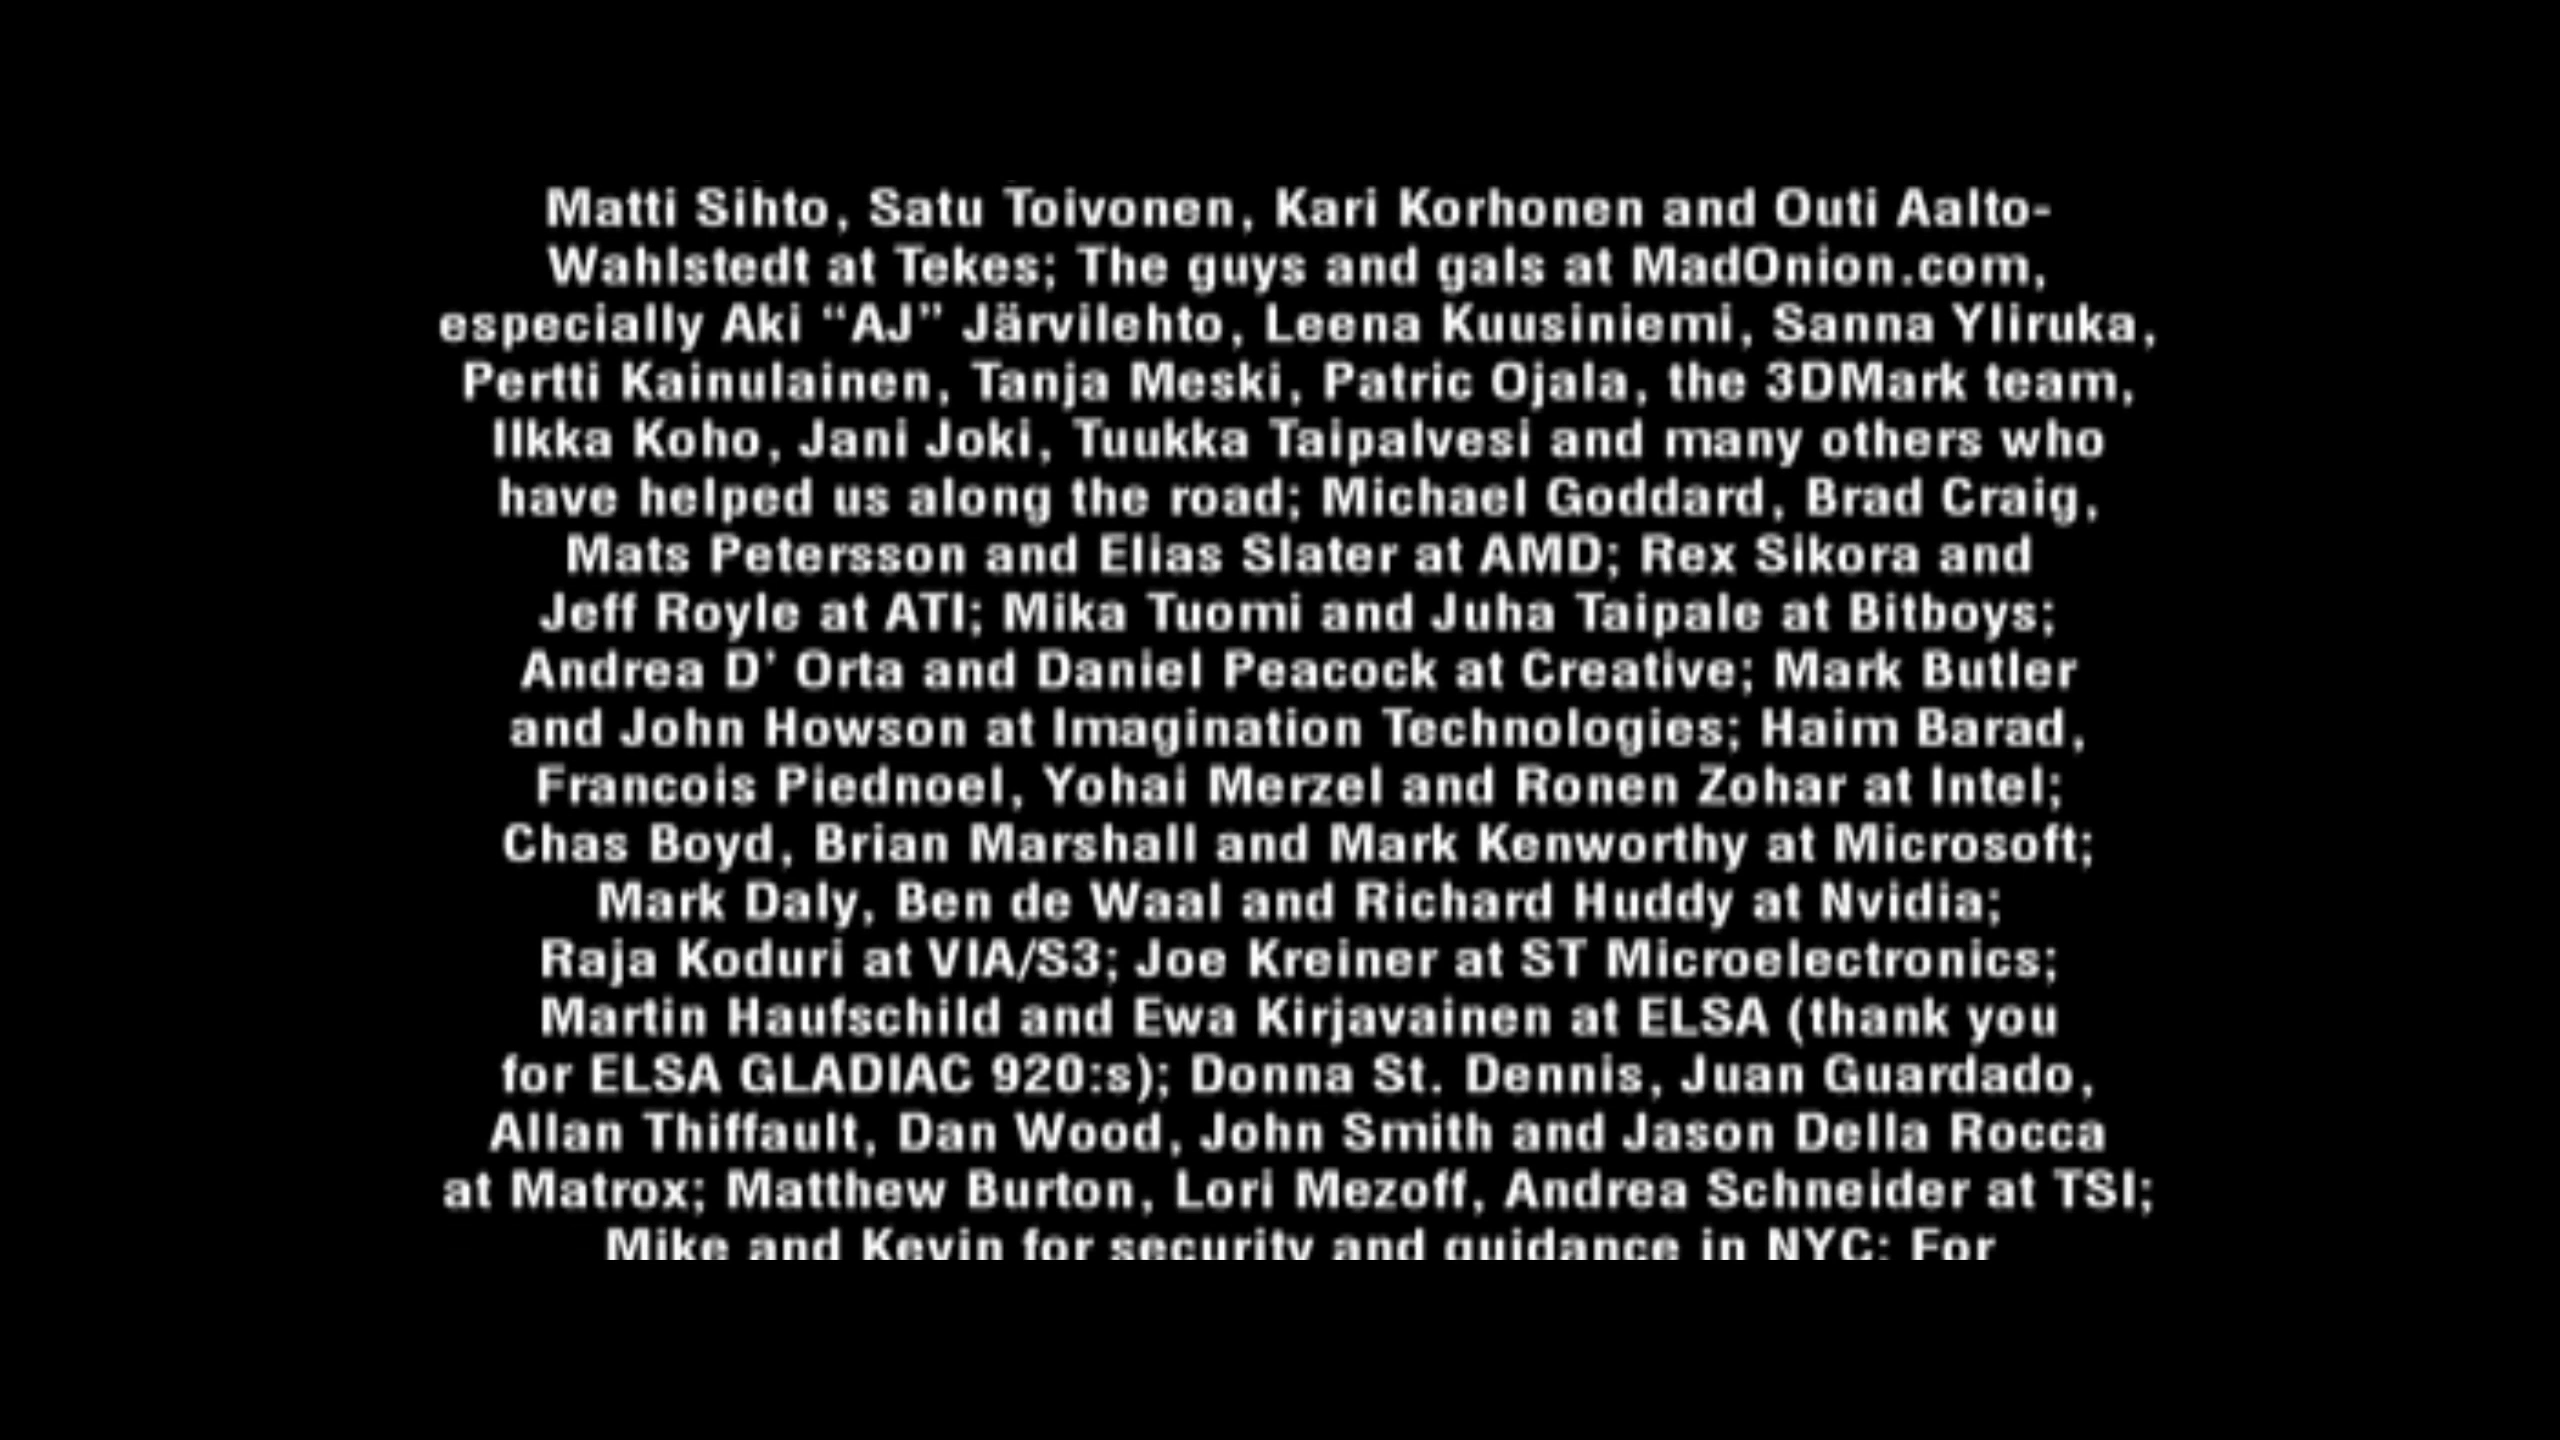 Matti Sihto, Satu Toivonen, Kari Korhonen and Outi Aalto-
Wahlstedt at Tekes; The guys and gals at MadOnion.com,
especially Aki “AJ” Järvilehto, Leena Kuusiniemi, Sanna Yliruka,
Pertti Kainulainen, Tanja Meski, Patric Ojala, the 3DMark team,
Ilkka Koho, Jani Joki, Tuukka Taipalvesi and many others who
have helped us along the road; Michael Goddard, Brad Craig,
Mats Petersson and Elias Slater at AMD; Rex Sikora and
Jeff Royle at ATI; Mika Tuomi and Juha Taipale at Bitboys;
Andrea D’ Orta and Daniel Peacock at Creative; Mark Butler
and John Howson at Imagination Technologies; Haim Barad,
Francois Piednoel, Yohai Merzel and Ronen Zohar at Intel;
Chas Boyd, Brian Marshall and Mark Kenworthy at Microsoft;
Mark Daly, Ben de Waal and Richard Huddy at Nvidia;
Raja Koduri at VIA/S3; Joe Kreiner at ST Microelectronics;
Martin Haufschild and Ewa Kirjavainen at ELSA (thank you
for ELSA GLADIAC 920:s); Donna St. Dennis, Juan Guardado,
Allan Thiffault, Dan Wood, John Smith and Jason Della Rocca
at Matrox; Matthew Burton, Lori Mezoff, Andrea Schneider at TSI;
Mike and Kevin for security and guidance in NYC; For